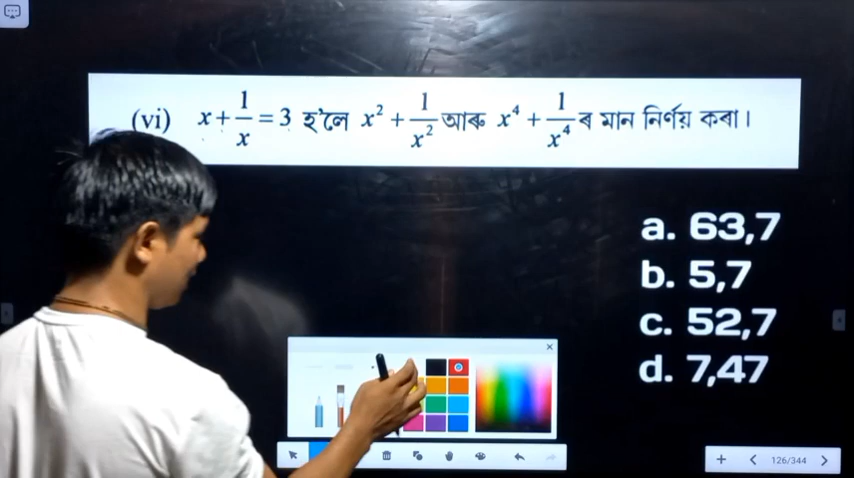 (vi) x + 1/x = 3 হ'লে x² + 1/x² আৰু x⁴ + 1/x⁴ ৰ মান নিৰ্ণয় কৰা।
a. 63,7
b. 5,7
c. 52,7
d. 7,47
126/344